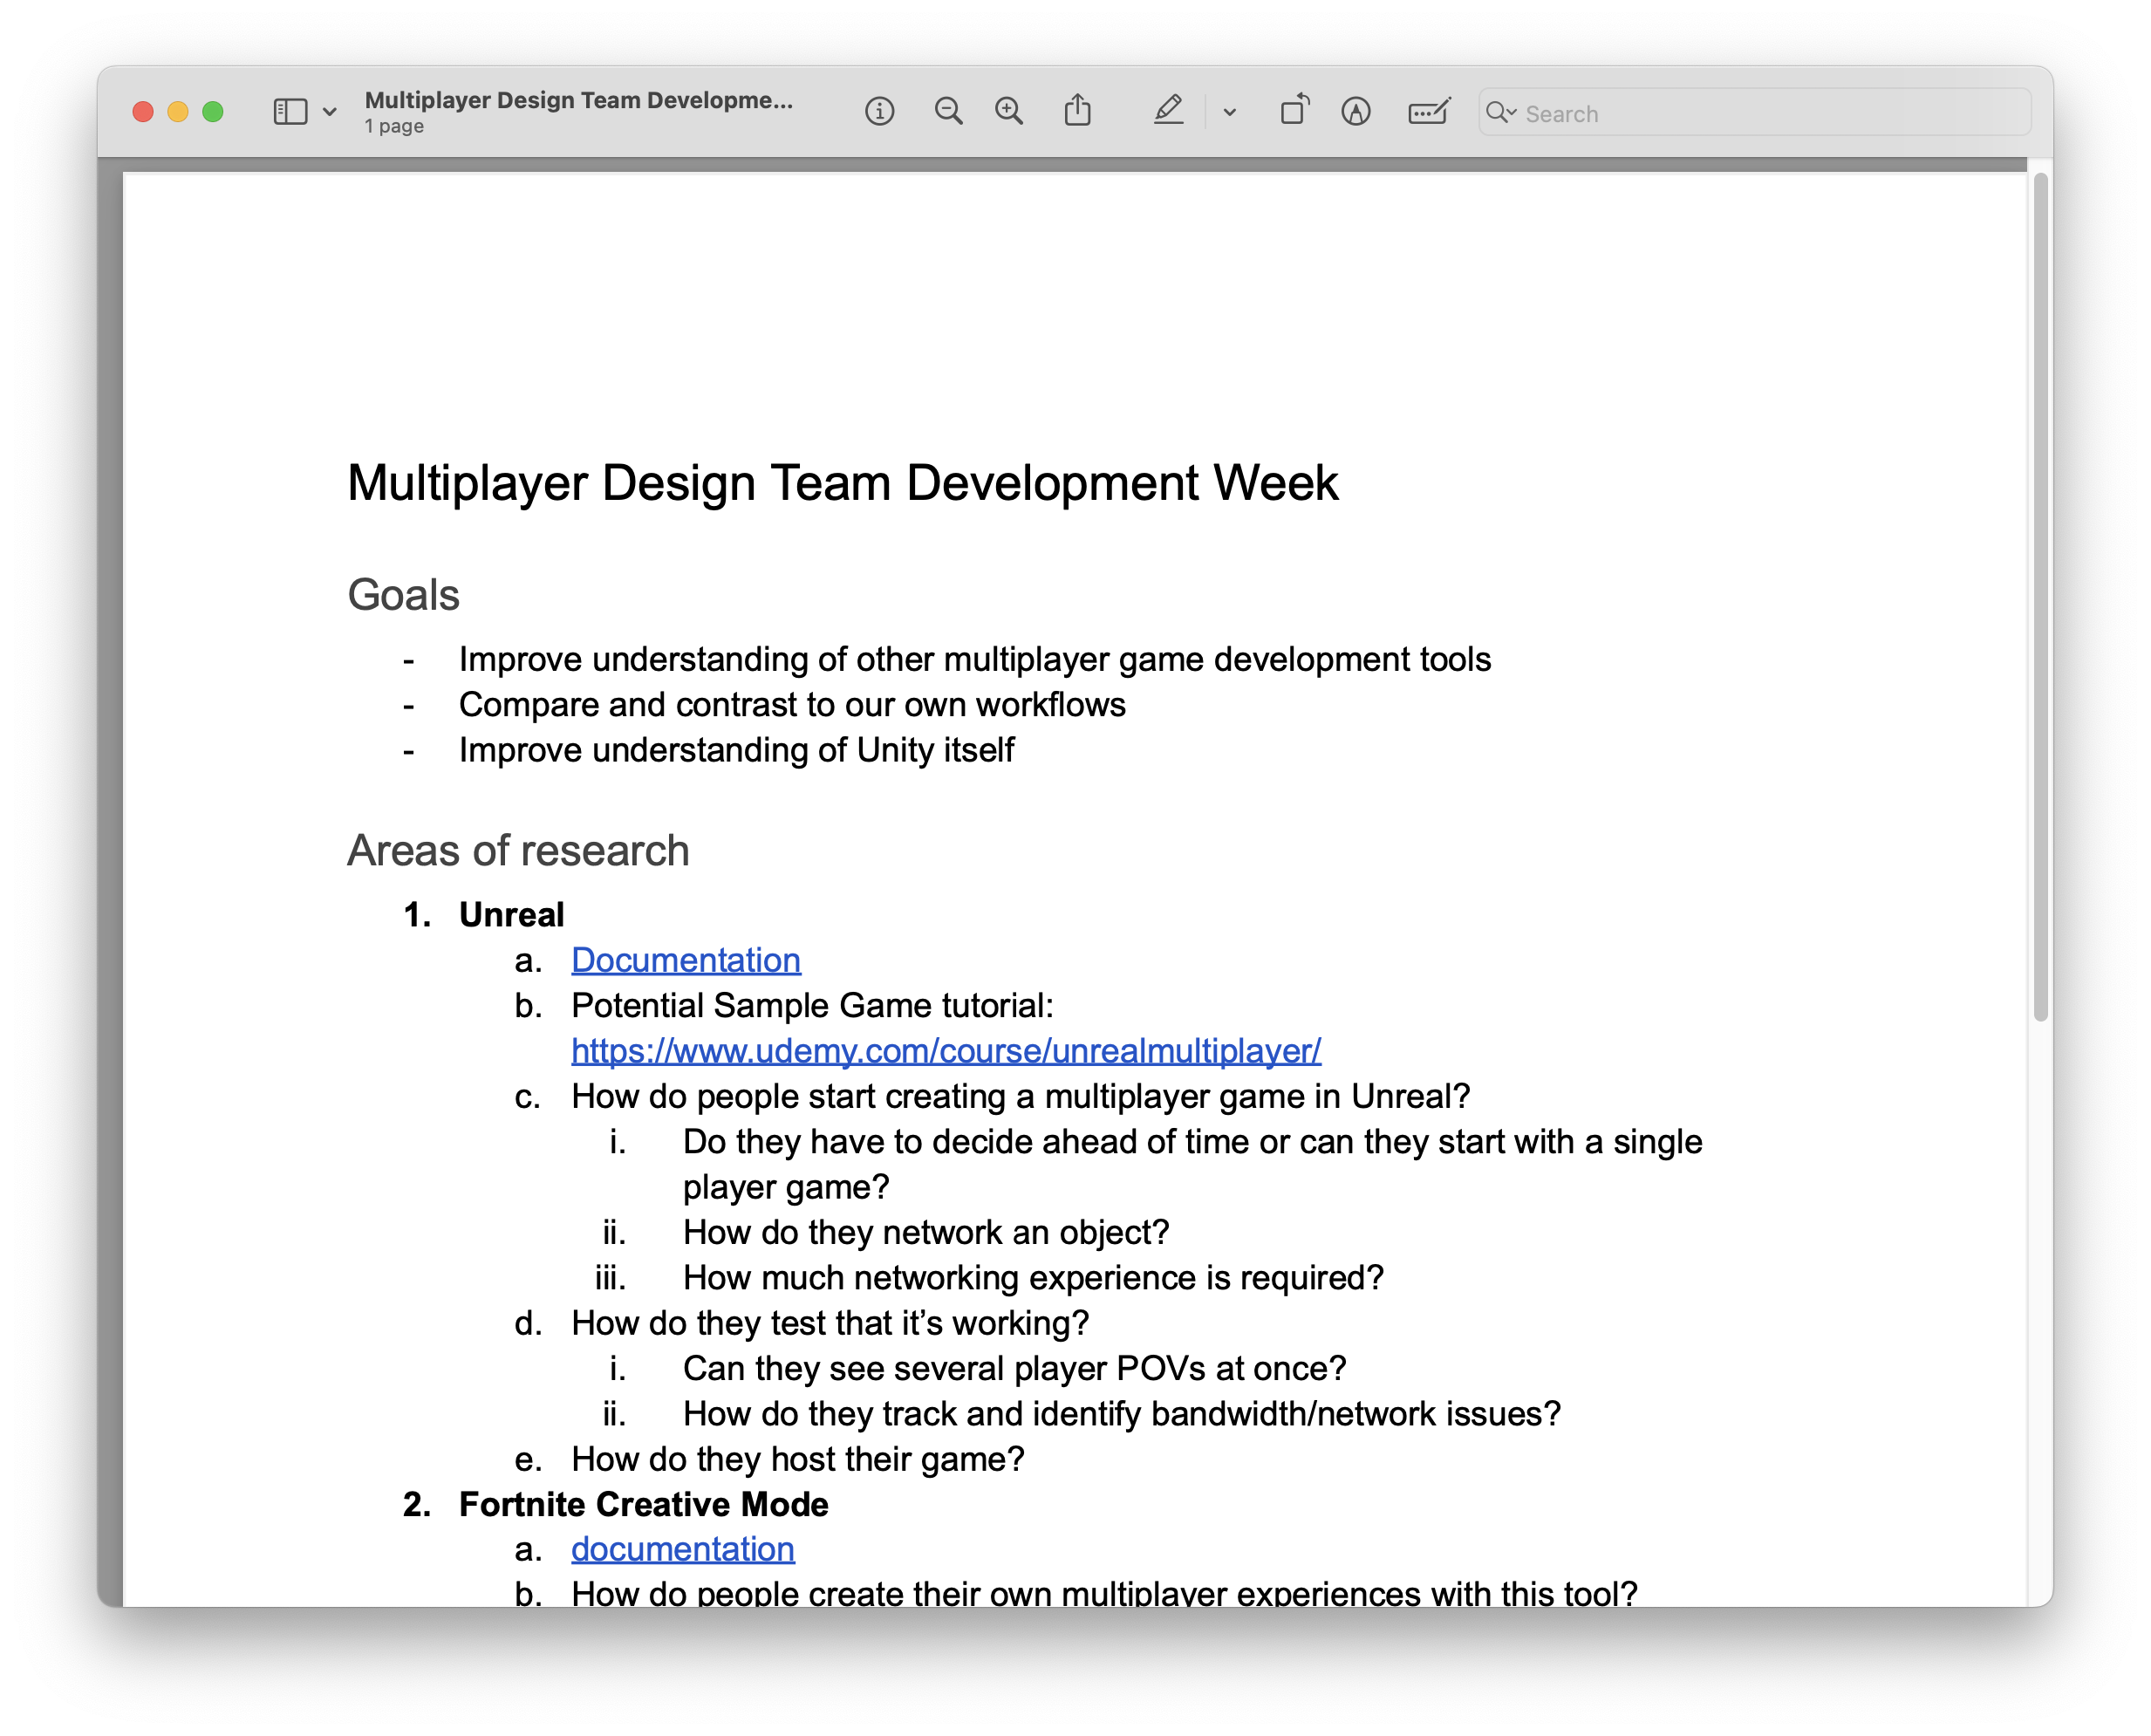 Multiplayer Design Team Developme...
1 page
Search
Multiplayer Design Team Development Week
Goals
- Improve understanding of other multiplayer game development tools
- Compare and contrast to our own workflows
- Improve understanding of Unity itself
Areas of research
1. Unreal
a. Documentation
b. Potential Sample Game tutorial:
https://www.udemy.com/course/unrealmultiplayer/
c. How do people start creating a multiplayer game in Unreal?
i. Do they have to decide ahead of time or can they start with a single
player game?
ii. How do they network an object?
iii. How much networking experience is required?
d. How do they test that it’s working?
i. Can they see several player POVs at once?
ii. How do they track and identify bandwidth/network issues?
e. How do they host their game?
2. Fortnite Creative Mode
a. documentation
b. How do people create their own multiplayer experiences with this tool?